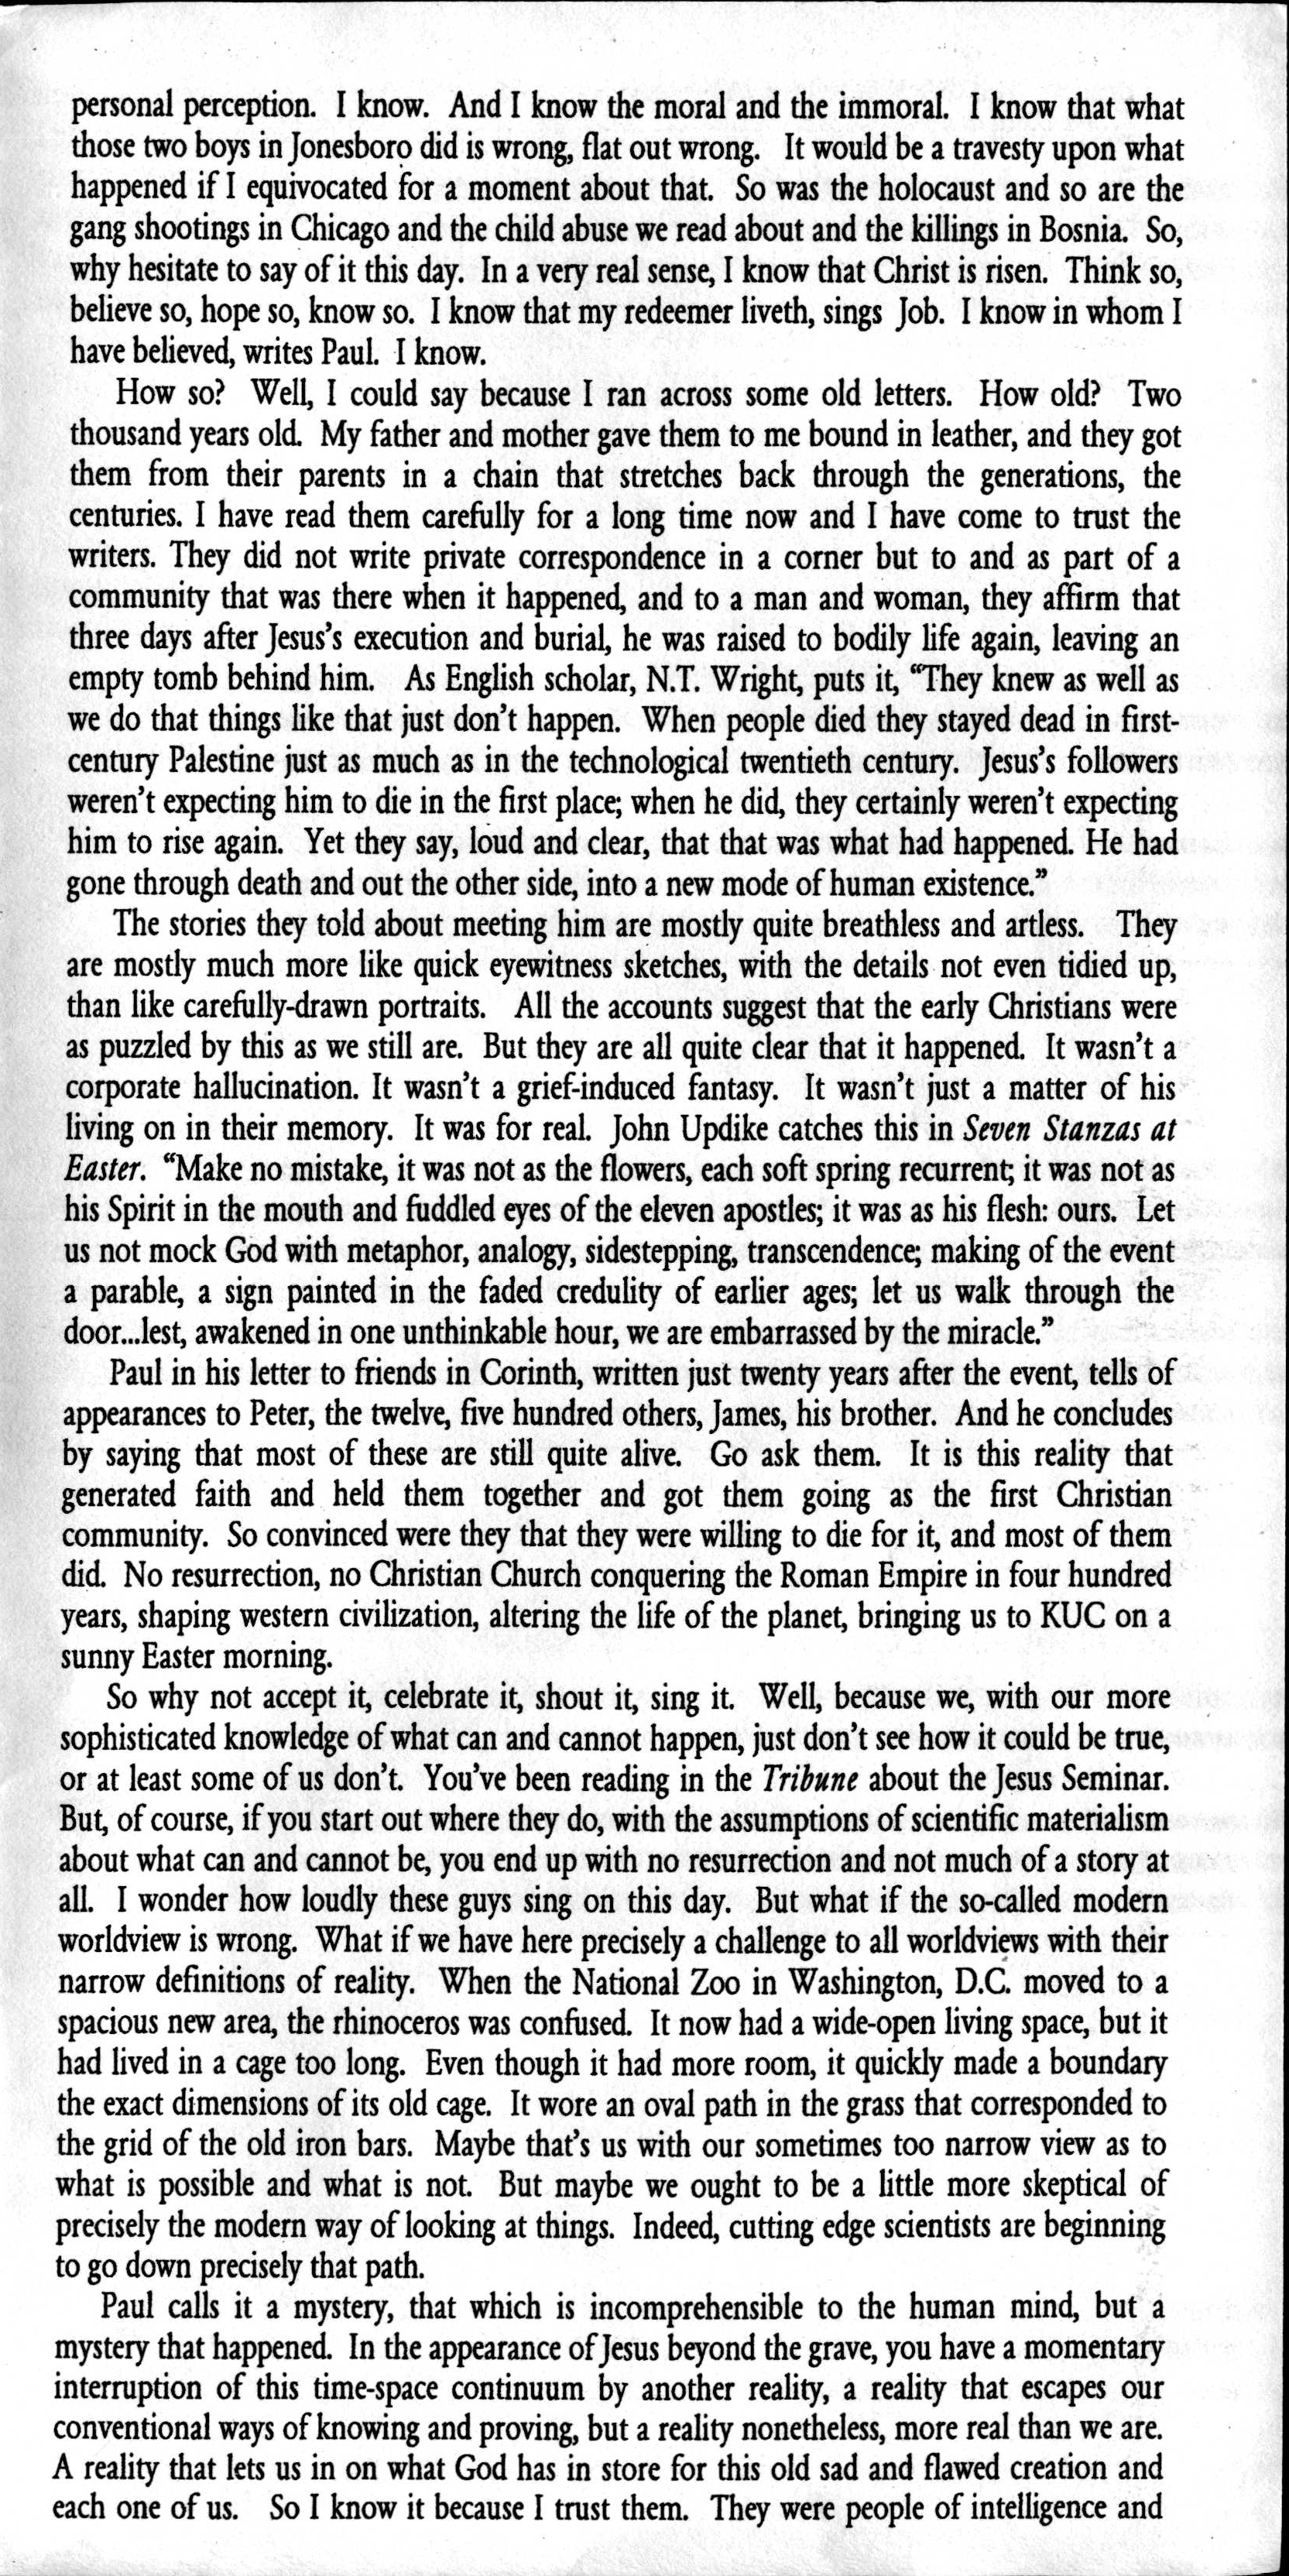 personal perception. I know. And I know the moral and the immoral. I know that what
those two boys in Jonesboro did is wrong, flat out wrong. It would be a travesty upon what
happened if I equivocated for a moment about that. So was the holocaust and so are the
gang shootings in Chicago and the child abuse we read about and the killings in Bosnia. So,
why hesitate to say of it this day. In a very real sense, I know that Christ is risen. Think so,
believe so, hope so, know so. I know that my redeemer liveth, sings Job. I know in whom I
have believed, writes Paul. I know.
How so? Well, I could say because I ran across some old letters. How old? Two
thousand years old. My father and mother gave them to me bound in leather, and they got
them from their parents in a chain that stretches back through the generations, the
centuries. I have read them carefully for a long time now and I have come to trust the
writers. They did not write private correspondence in a corner but to and as part of a
community that was there when it happened, and to a man and woman, they affirm that
three days after Jesus's execution and burial, he was raised to bodily life again, leaving an
empty tomb behind him. As English scholar, N.T. Wright, puts it, “They knew as well as
we do that things like that just don't happen. When people died they stayed dead in first-
century Palestine just as much as in the technological twentieth century. Jesus's followers
weren't expecting him to die in the first place; when he did, they certainly weren't expecting
him to rise again. Yet they say, loud and clear, that that was what had happened. He had
gone through death and out the other side, into a new mode of human existence.”
The stories they told about meeting him are mostly quite breathless and artless. They
are mostly much more like quick eyewitness sketches, with the details not even tidied up,
than like carefully-drawn portraits. All the accounts suggest that the early Christians were
as puzzled by this as we still are. But they are all quite clear that it happened. It wasn't a
corporate hallucination. It wasn't a grief-induced fantasy. It wasn't just a matter of his
living on in their memory. It was for real. John Updike catches this in Seven Stanzas at
Easter. “Make no mistake, it was not as the flowers, each soft spring recurrent; it was not as
his Spirit in the mouth and fuddled eyes of the eleven apostles; it was as his flesh: ours. Let
us not mock God with metaphor, analogy, sidestepping, transcendence; making of the event
a parable, a sign painted in the faded credulity of earlier ages; let us walk through the
door...lest, awakened in one unthinkable hour, we are embarrassed by the miracle.”
Paul in his letter to friends in Corinth, written just twenty years after the event, tells of
appearances to Peter, the twelve, five hundred others, James, his brother. And he concludes
by saying that most of these are still quite alive. Go ask them. It is this reality that
generated faith and held them together and got them going as the first Christian
community. So convinced were they that they were willing to die for it, and most of them
did. No resurrection, no Christian Church conquering the Roman Empire in four hundred
years, shaping western civilization, altering the life of the planet, bringing us to KUC on a
sunny Easter morning.
So why not accept it, celebrate it, shout it, sing it. Well, because we, with our more
sophisticated knowledge of what can and cannot happen, just don't see how it could be true,
or at least some of us don't. You've been reading in the Tribune about the Jesus Seminar.
But, of course, if you start out where they do, with the assumptions of scientific materialism
about what can and cannot be, you end up with no resurrection and not much of a story at
all. I wonder how loudly these guys sing on this day. But what if the so-called modern
worldview is wrong. What if we have here precisely a challenge to all worldviews with their
narrow definitions of reality. When the National Zoo in Washington, D.C. moved to a
spacious new area, the rhinoceros was confused. It now had a wide-open living space, but it
had lived in a cage too long. Even though it had more room, it quickly made a boundary
the exact dimensions of its old cage. It wore an oval path in the grass that corresponded to
the grid of the old iron bars. Maybe that's us with our sometimes too narrow view as to
what is possible and what is not. But maybe we ought to be a little more skeptical of
precisely the modern way of looking at things. Indeed, cutting edge scientists are beginning
to go down precisely that path.
Paul calls it a mystery, that which is incomprehensible to the human mind, but a
mystery that happened. In the appearance of Jesus beyond the grave, you have a momentary
interruption of this time-space continuum by another reality, a reality that escapes our
conventional ways of knowing and proving, but a reality nonetheless, more real than we are.
A reality that lets us in on what God has in store for this old sad and flawed creation and
each one of us. So I know it because I trust them. They were people of intelligence and